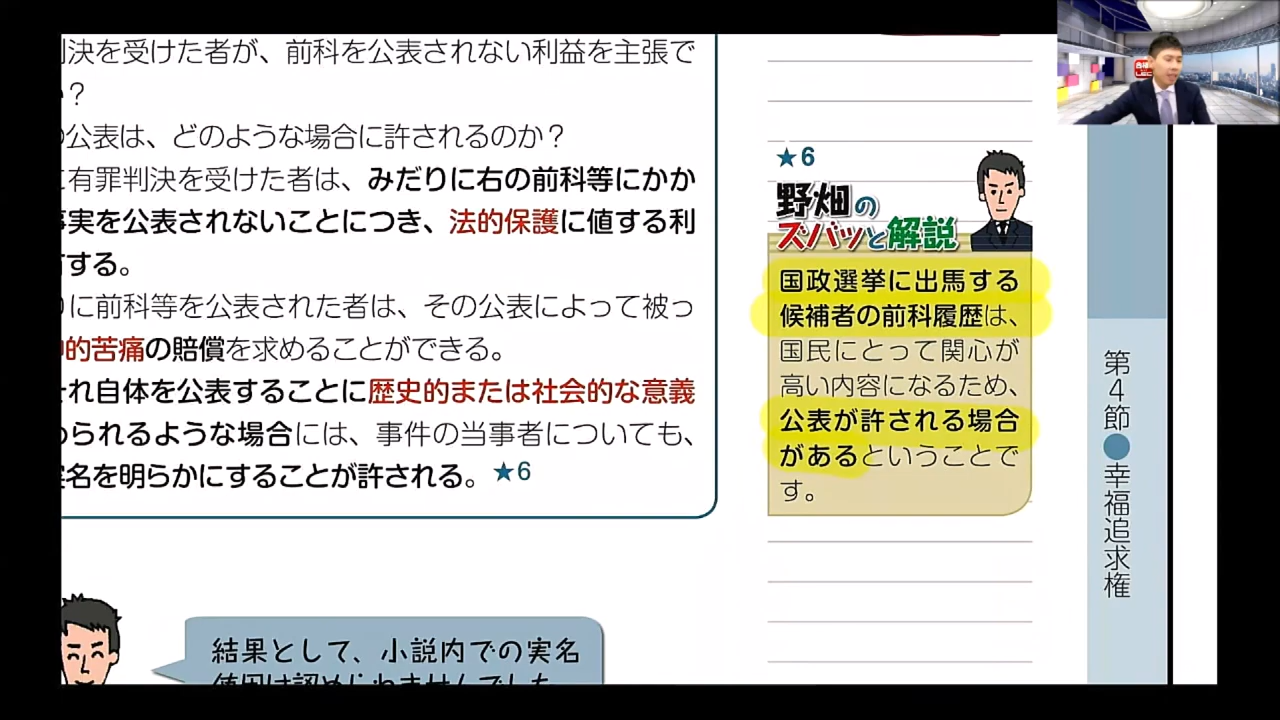 決を受けた者が、前科を公表されない利益を主張で
？
公表は、どのような場合に許されるのか？
有罪判決を受けた者は、みだりに右の前科等にかか
事実を公表されないことにつき、法的保護に値する利
する。
に前科等を公表された者は、その公表によって被っ
的苦痛の賠償を求めることができる。
れ自体を公表することに歴史的または社会的な意義
られるような場合には、事件の当事者についても、
実名を明らかにすることが許される。★6
結果として、小説内での実名
★6
野畑の
ズバッと解説
国政選挙に出馬する
候補者の前科履歴は、
国民にとって関心が
高い内容になるため、
公表が許される場合
があるということで
す。
第4節●幸福追求権